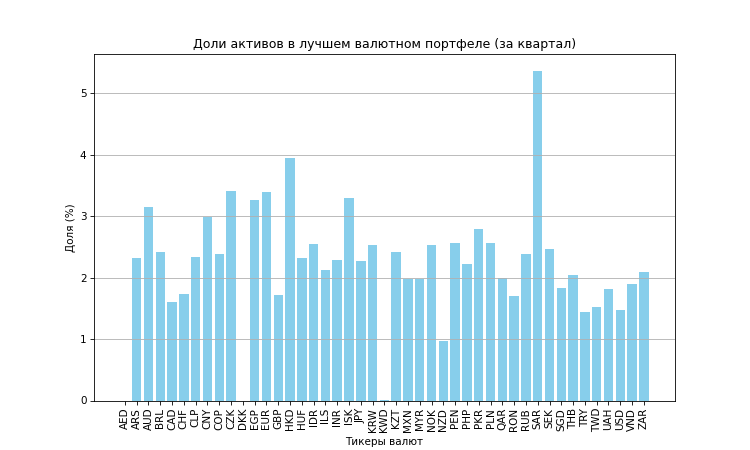 Доли активов в лучшем валютном портфеле (за квартал)
Доля (%)
5
4
3
2
1
0
AED ARS AUD BRL CAD CHF CLP CNY COP CZK DKK EGP EUR GBP HKD HUF IDR ILS INR ISK JPY KRW KWD KZT MXN MYR NOK NZD PEN PHP PKR PLN QAR RON RUB SAR SEK SGD THB TRY TWD UAH USD VND ZAR
Тикеры валют